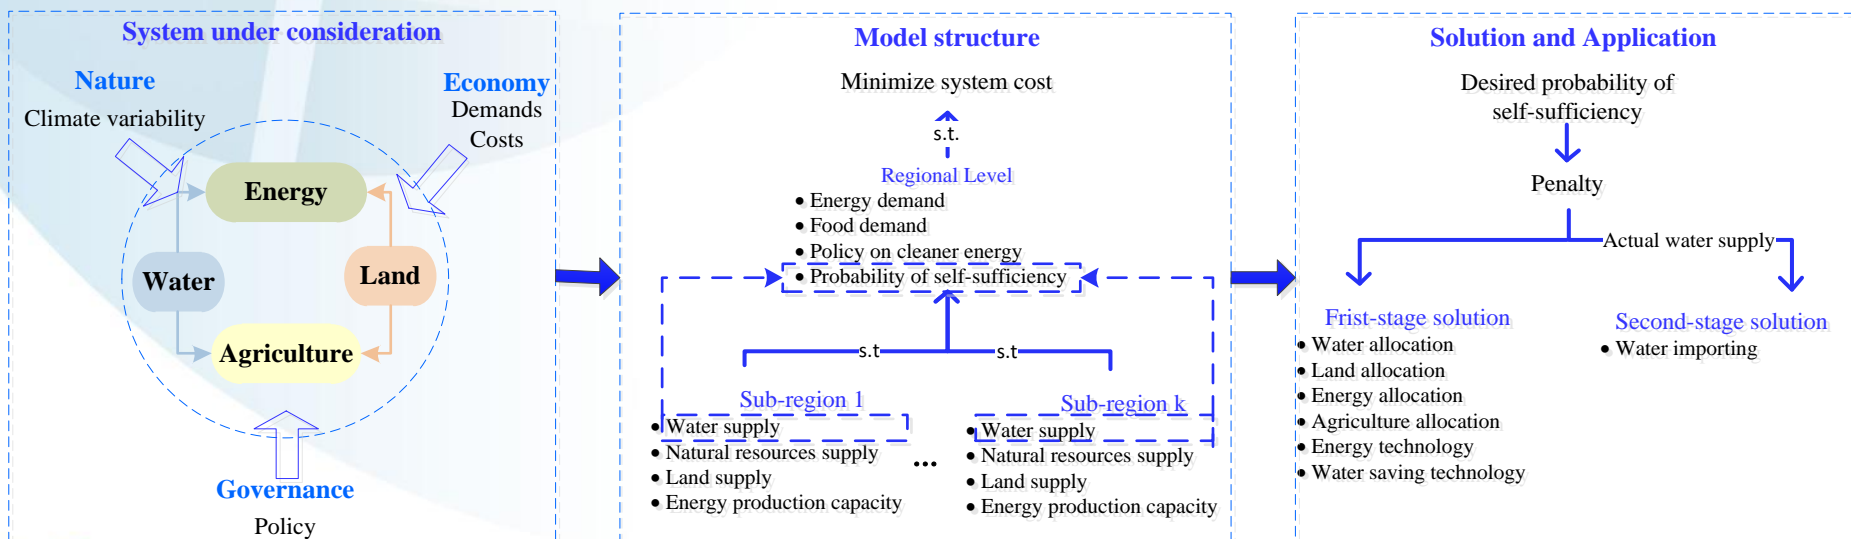 System under consideration
Nature
Climate variability
Economy
Demands
Costs
Energy
Water
Land
Agriculture
Governance
Policy
Model structure
Minimize system cost
s.t.
Regional Level
• Energy demand
• Food demand
• Policy on cleaner energy
• Probability of self-sufficiency
s.t
s.t
Sub-region 1
• Water supply
• Natural resources supply
• Land supply
• Energy production capacity
...
Sub-region k
• Water supply
• Natural resources supply
• Land supply
• Energy production capacity
Solution and Application
Desired probability of
self-sufficiency
Penalty
Actual water supply
Frist-stage solution
• Water allocation
• Land allocation
• Energy allocation
• Agriculture allocation
• Energy technology
• Water saving technology
Second-stage solution
• Water importing